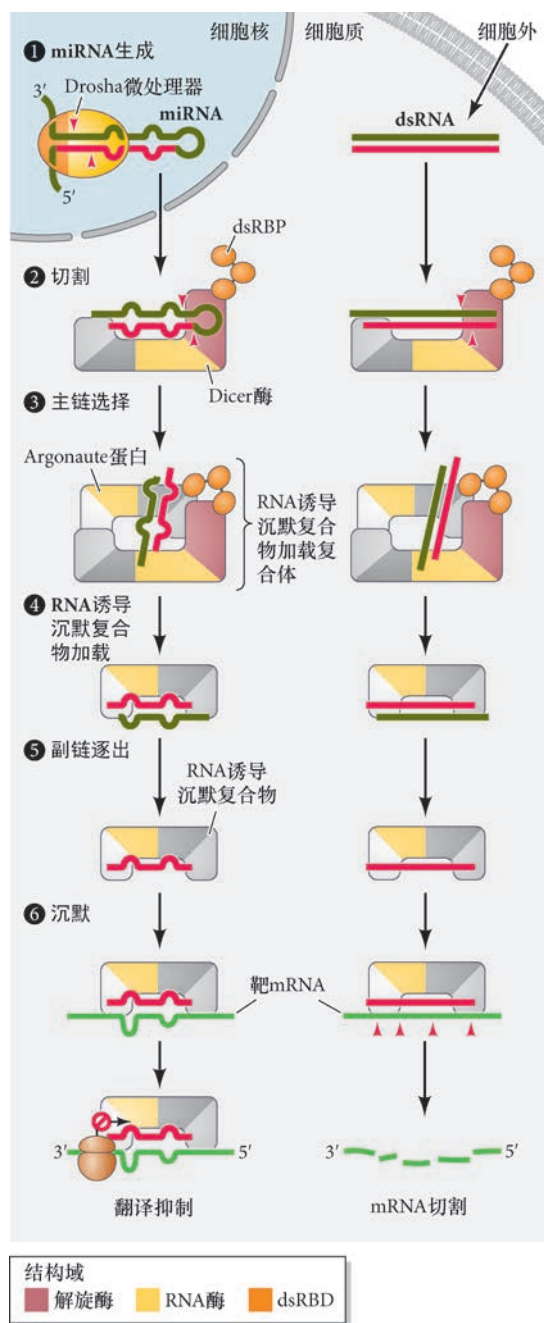 细胞核
细胞质
细胞外
❶ miRNA生成
Drosha微处理器
3′
miRNA
5′
dsRNA
dsRBP
❷ 切割
Dicer酶
❸ 主链选择
Argonaute蛋白
RNA诱导
沉默复合
物加载复
合体
❹ RNA诱导
沉默复合
物加载
❺ 副链逐出
RNA诱导
沉默复合物
❻ 沉默
靶mRNA
3′
5′
3′
5′
翻译抑制
mRNA切割
结构域
解旋酶
RNA酶
dsRBD